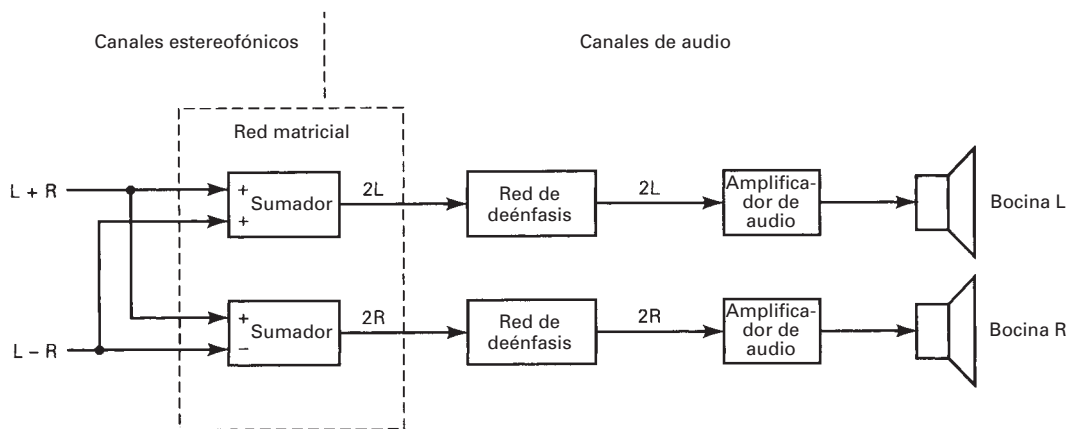 Canales estereofónicos
Canales de audio
Red matricial
L + R
+
+
Sumador
2L
Red de
deénfasis
2L
Amplifica-
dor de
audio
Bocina L
L – R
+
–
Sumador
2R
Red de
deénfasis
2R
Amplifica-
dor de
audio
Bocina R